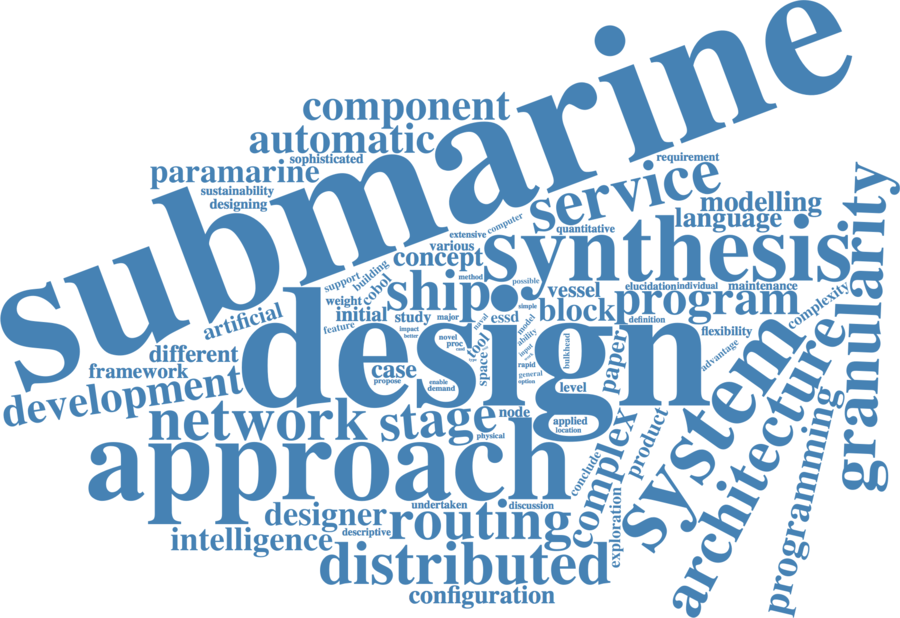 submarine
component
automatic
sophisticated
paramarine
sustainability
designing
requirement
service
modelling
language
quantitative
computer
extensive
various
concept
synthesis
granularity
support
building
cobol
method
possible
ship
vessel
elucidation
individual
maintenance
complexity
weight
initial
study
major
essd
simple
block
program
definition
artificial
feature
impact
better
naval
model
ability
design
flexibility
novel
proc
cost
tool
type
space
input
bulkhead
paper
advantage
different
framework
development
case
propose
enable
demand
rapid
general
option
level
system
architecture
programming
network
stage
node
physical
applied
location
complex
product
approach
conclude
exploration
undertaken
discussion
designer
descriptive
routing
intelligence
distributed
configuration